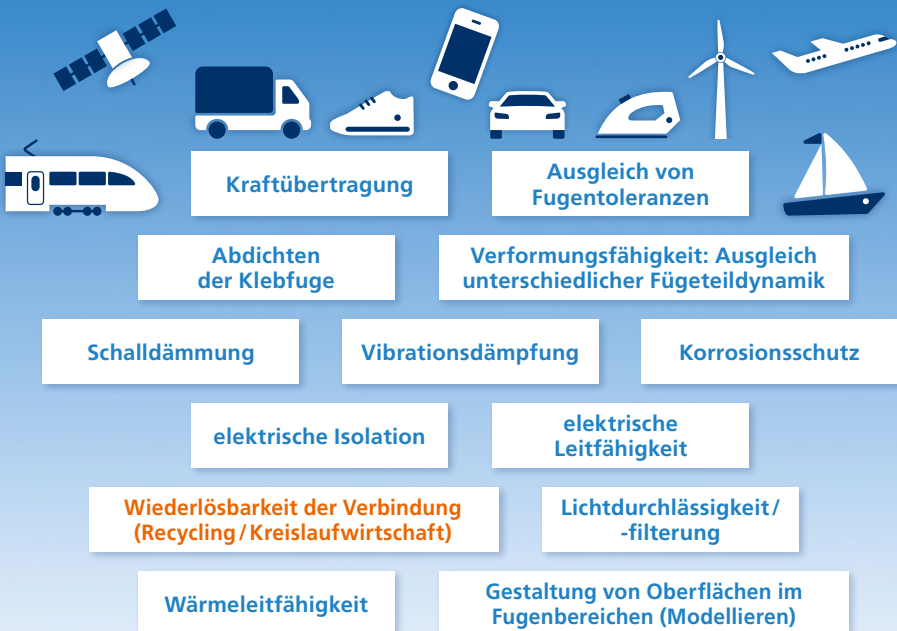 Kraftübertragung
Ausgleich von
Fugentoleranzen
Abdichten
der Klebfuge
Verformungsfähigkeit: Ausgleich
unterschiedlicher Fügeteildynamik
Schalldämmung
Vibrationsdämpfung
Korrosionsschutz
elektrische Isolation
elektrische
Leitfähigkeit
Wiederlösbarkeit der Verbindung
(Recycling/Kreislaufwirtschaft)
Lichtdurchlässigkeit/
-filterung
Wärmeleitfähigkeit
Gestaltung von Oberflächen im
Fugenbereichen (Modellieren)